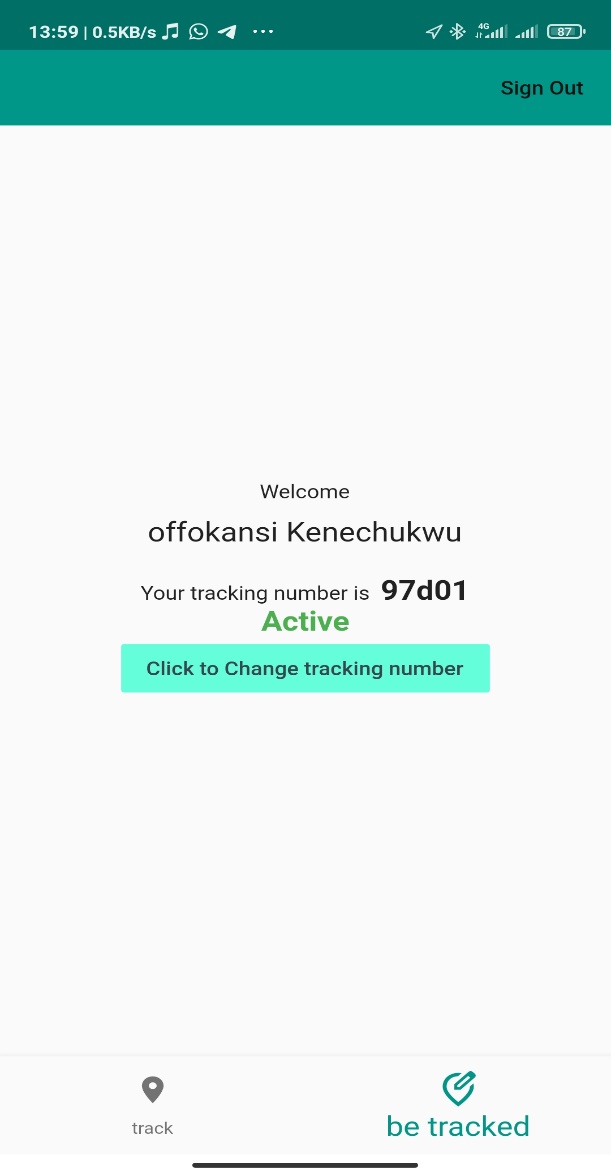 13:59 | 0.5KB/s ... 4G 87
Sign Out
Welcome
offokansi Kenechukwu
Your tracking number is 97d01
Active
Click to Change tracking number
track be tracked